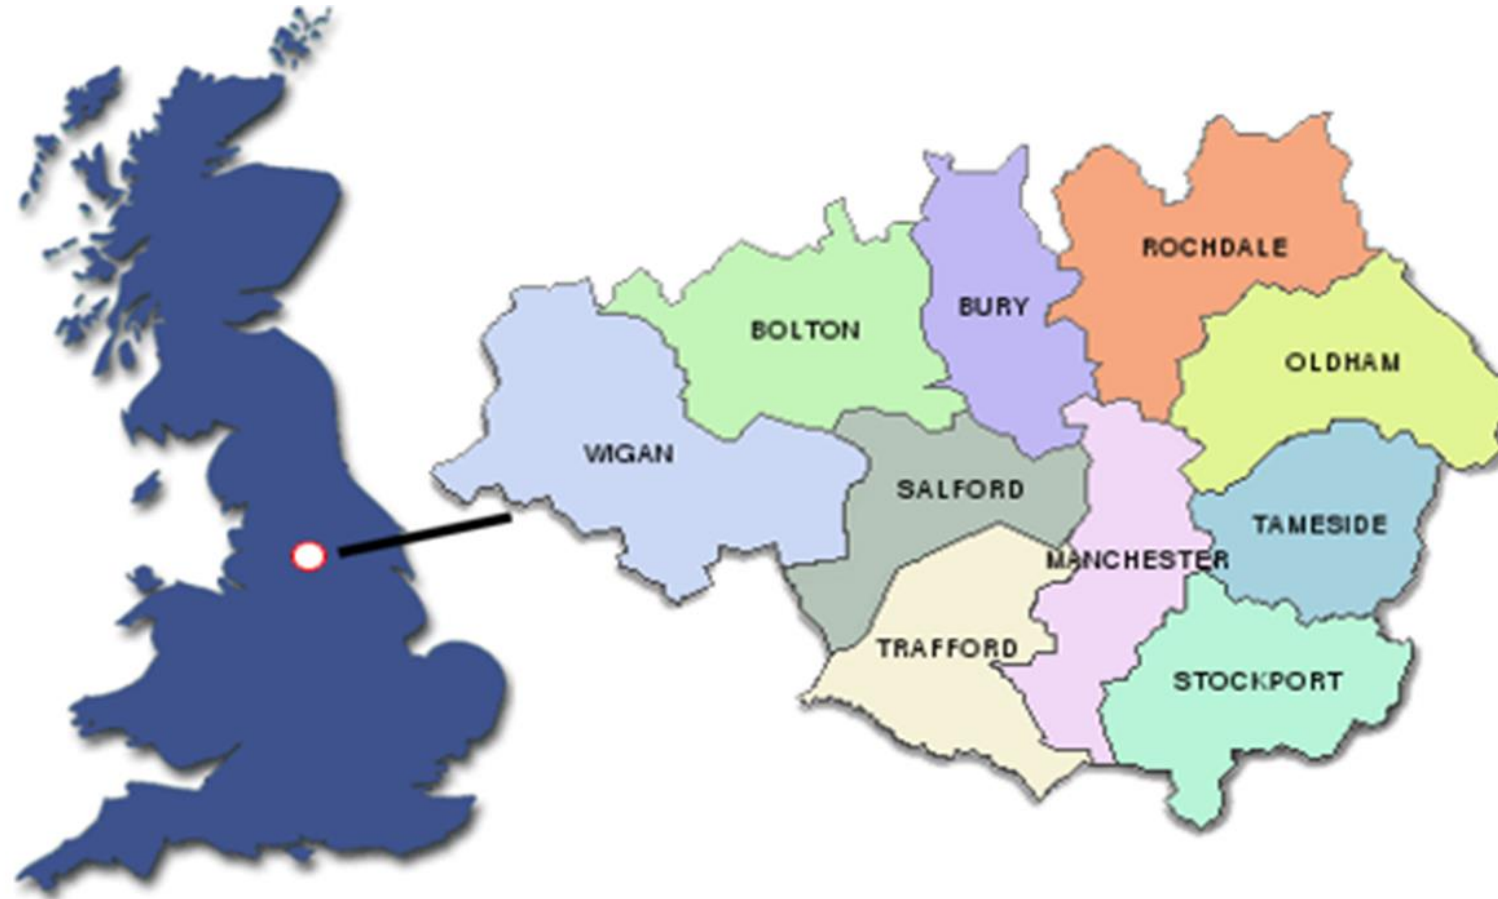 ROCHDALE
BURY
BOLTON
OLDHAM
WIGAN
SALFORD
TAMESIDE
MANCHESTER
TRAFFORD
STOCKPORT